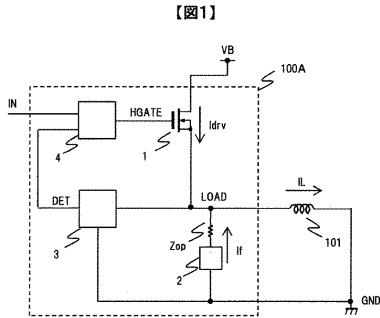 【図1】
VB
100A
IN
HGATE
Idrv
1
4
LOAD
IL
DET
Zop
If
101
3
2
GND